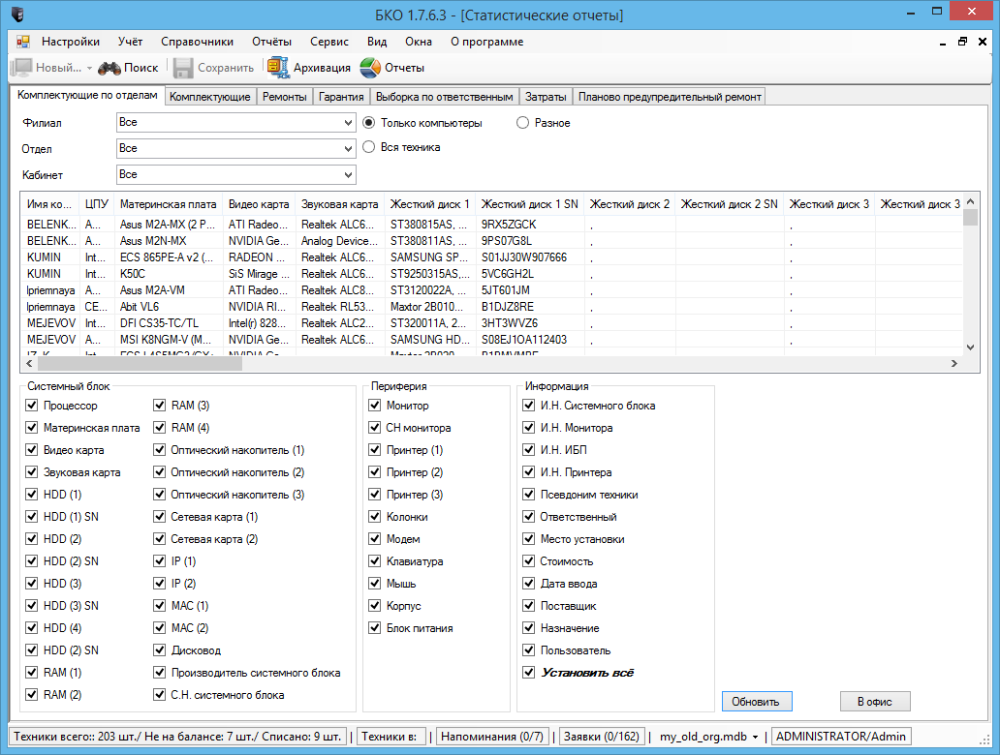 БКО 1.7.6.3 - [Статистические отчеты]
Настройки Учёт Справочники Отчёты Сервис Вид Окна О программе
Новый... Поиск Сохранить Архивация Отчеты
Комплектующие по отделам Комплектующие Ремонты Гарантия Выборка по ответственным Затраты Планово предупредительный ремонт
Филиал Все Только компьютеры Разное
Отдел Все Вся техника
Кабинет Все
Имя ко... ЦПУ Материнская плата Видео карта Звуковая карта Жесткий диск 1 Жесткий диск 1 SN Жесткий диск 2 Жесткий диск 2 SN Жесткий диск 3 Жесткий диск 3
BELENK... A... Asus M2A-MX (2 P... ATI Radeo... Realtek ALC6... ST380815AS, ... 9RX5ZGCK , ,
BELENK... A... Asus M2N-MX NVIDIA Ge... Analog Device... ST380811AS, ... 9PS07G8L , ,
KUMIN Int... ECS 865PE-A v2 (... RADEON ... Realtek ALC6... SAMSUNG SP... S01JJ30W907666 , ,
KUMIN Int... K50C SiS Mirage ... Realtek ALC6... ST9250315AS,... 5VC6GH2L , ,
Ipriemnaya A... Asus M2A-VM ATI Radeo... Realtek ALC8... ST3120022A, ... 5JT601JM , ,
Ipriemnaya CE... Abit VL6 NVIDIA RI... Realtek RL53... Maxtor 2B010... B1DJZ8RE , ,
MEJEVOV Int... DFI CS35-TC/TL Intel(r) 828... Realtek ALC2... ST320011A, 2... 3HT3WVZ6 , ,
MEJEVOV A... MSI K8NGM-V (M... NVIDIA Ge... Realtek ALC6... SAMSUNG HD... S08EJ1OA112403 , ,
Системный блок Периферия Информация
Процессор RAM (3) Монитор И.Н. Системного блока
Материнская плата RAM (4) СН монитора И.Н. Монитора
Видео карта Оптический накопитель (1) Принтер (1) И.Н. ИБП
Звуковая карта Оптический накопитель (2) Принтер (2) И.Н. Принтера
HDD (1) Оптический накопитель (3) Принтер (3) Псевдоним техники
HDD (1) SN Сетевая карта (1) Колонки Ответственный
HDD (2) Сетевая карта (2) Модем Место установки
HDD (2) SN IP (1) Клавиатура Стоимость
HDD (3) IP (2) Мышь Дата ввода
HDD (3) SN MAC (1) Корпус Поставщик
HDD (4) MAC (2) Блок питания Назначение
HDD (2) SN Дисковод Пользователь
RAM (1) Производитель системного блока Установить всё
RAM (2) С.Н. системного блока Обновить В офис
Техники всего:: 203 шт./ Не на балансе: 7 шт./ Списано: 9 шт. | Техники в: | Напоминания (0/7) | Заявки (0/162) | my_old_org.mdb | ADMINISTRATOR/Admin